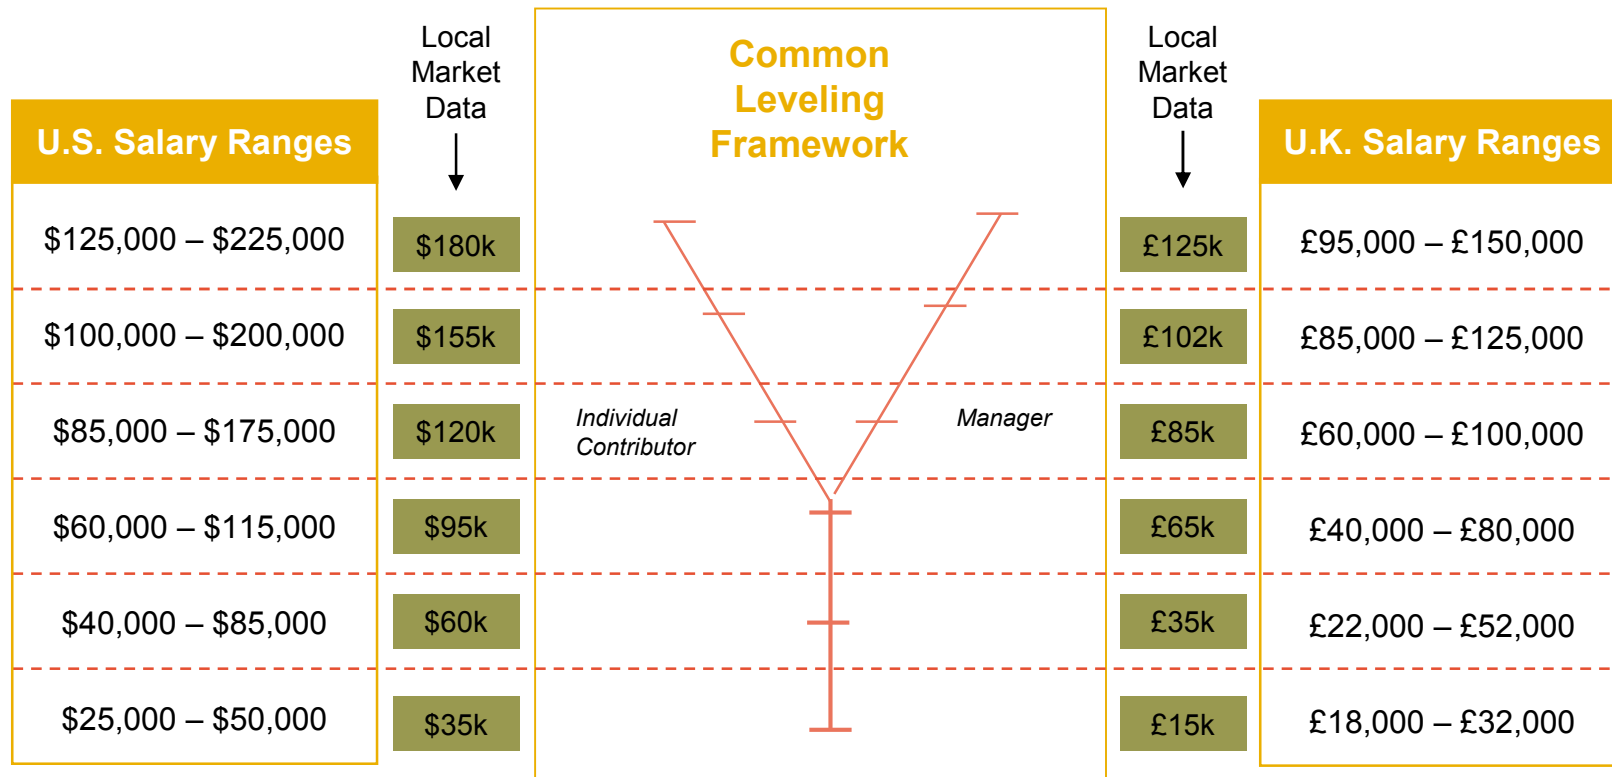 Local
Market
Data
Common
Leveling
Framework
Local
Market
Data
U.S. Salary Ranges
U.K. Salary Ranges
$125,000 – $225,000
$180k
£125k
£95,000 – £150,000
$100,000 – $200,000
$155k
£102k
£85,000 – £125,000
$85,000 – $175,000
$120k
Individual
Contributor
Manager
£85k
£60,000 – £100,000
$60,000 – $115,000
$95k
£65k
£40,000 – £80,000
$40,000 – $85,000
$60k
£35k
£22,000 – £52,000
$25,000 – $50,000
$35k
£15k
£18,000 – £32,000